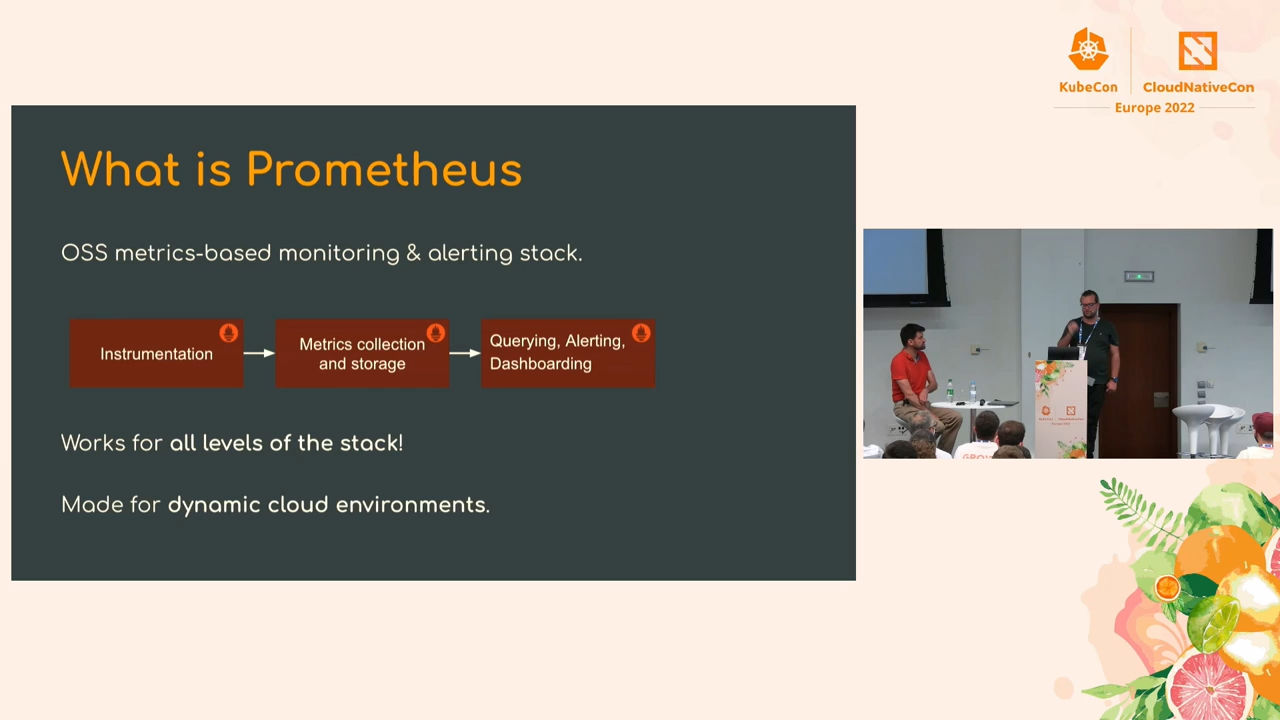 KubeCon
CloudNativeCon
Europe 2022
What is Prometheus
OSS metrics-based monitoring & alerting stack.
Instrumentation
Metrics collection
and storage
Querying, Alerting,
Dashboarding
Works for all levels of the stack!
Made for dynamic cloud environments.